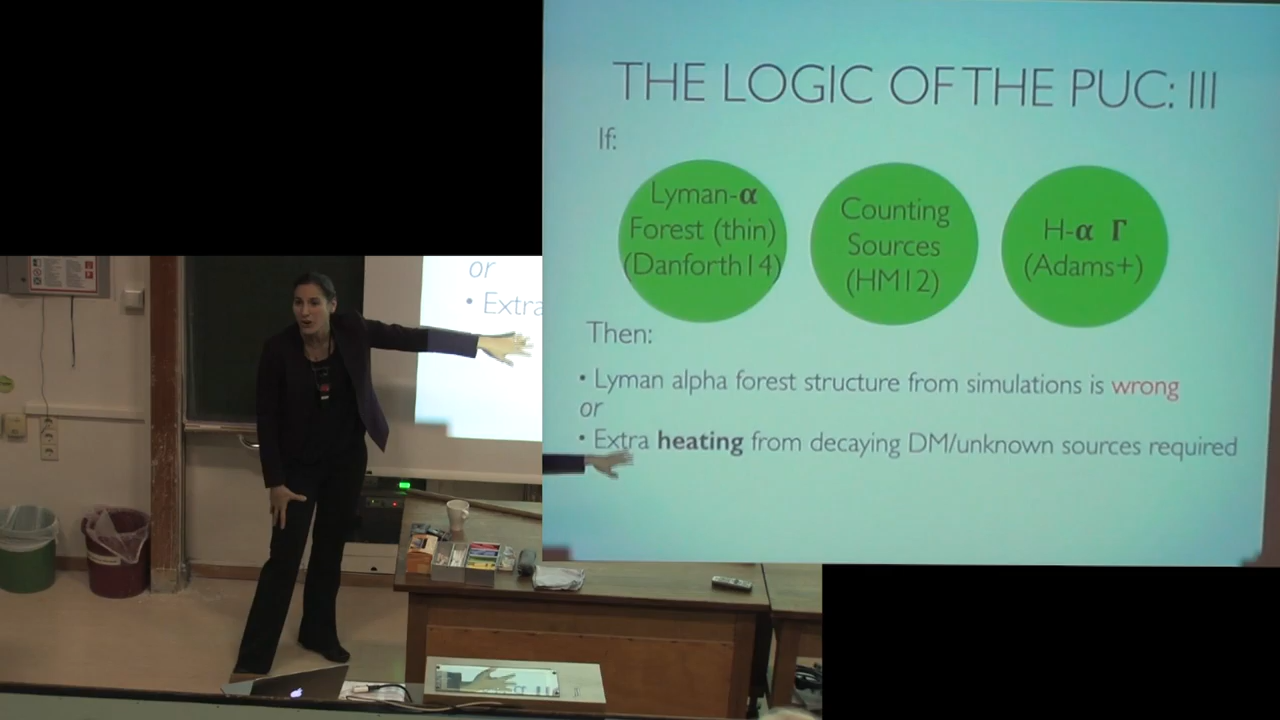 THE LOGIC OF THE PUC: III
If:
Lyman-α
Forest (thin)
(Danforth14)
Counting
Sources
(HM12)
H-α Γ
(Adams+)
Then:
• Lyman alpha forest structure from simulations is wrong
or
• Extra heating from decaying DM/unknown sources required
or
• Extra